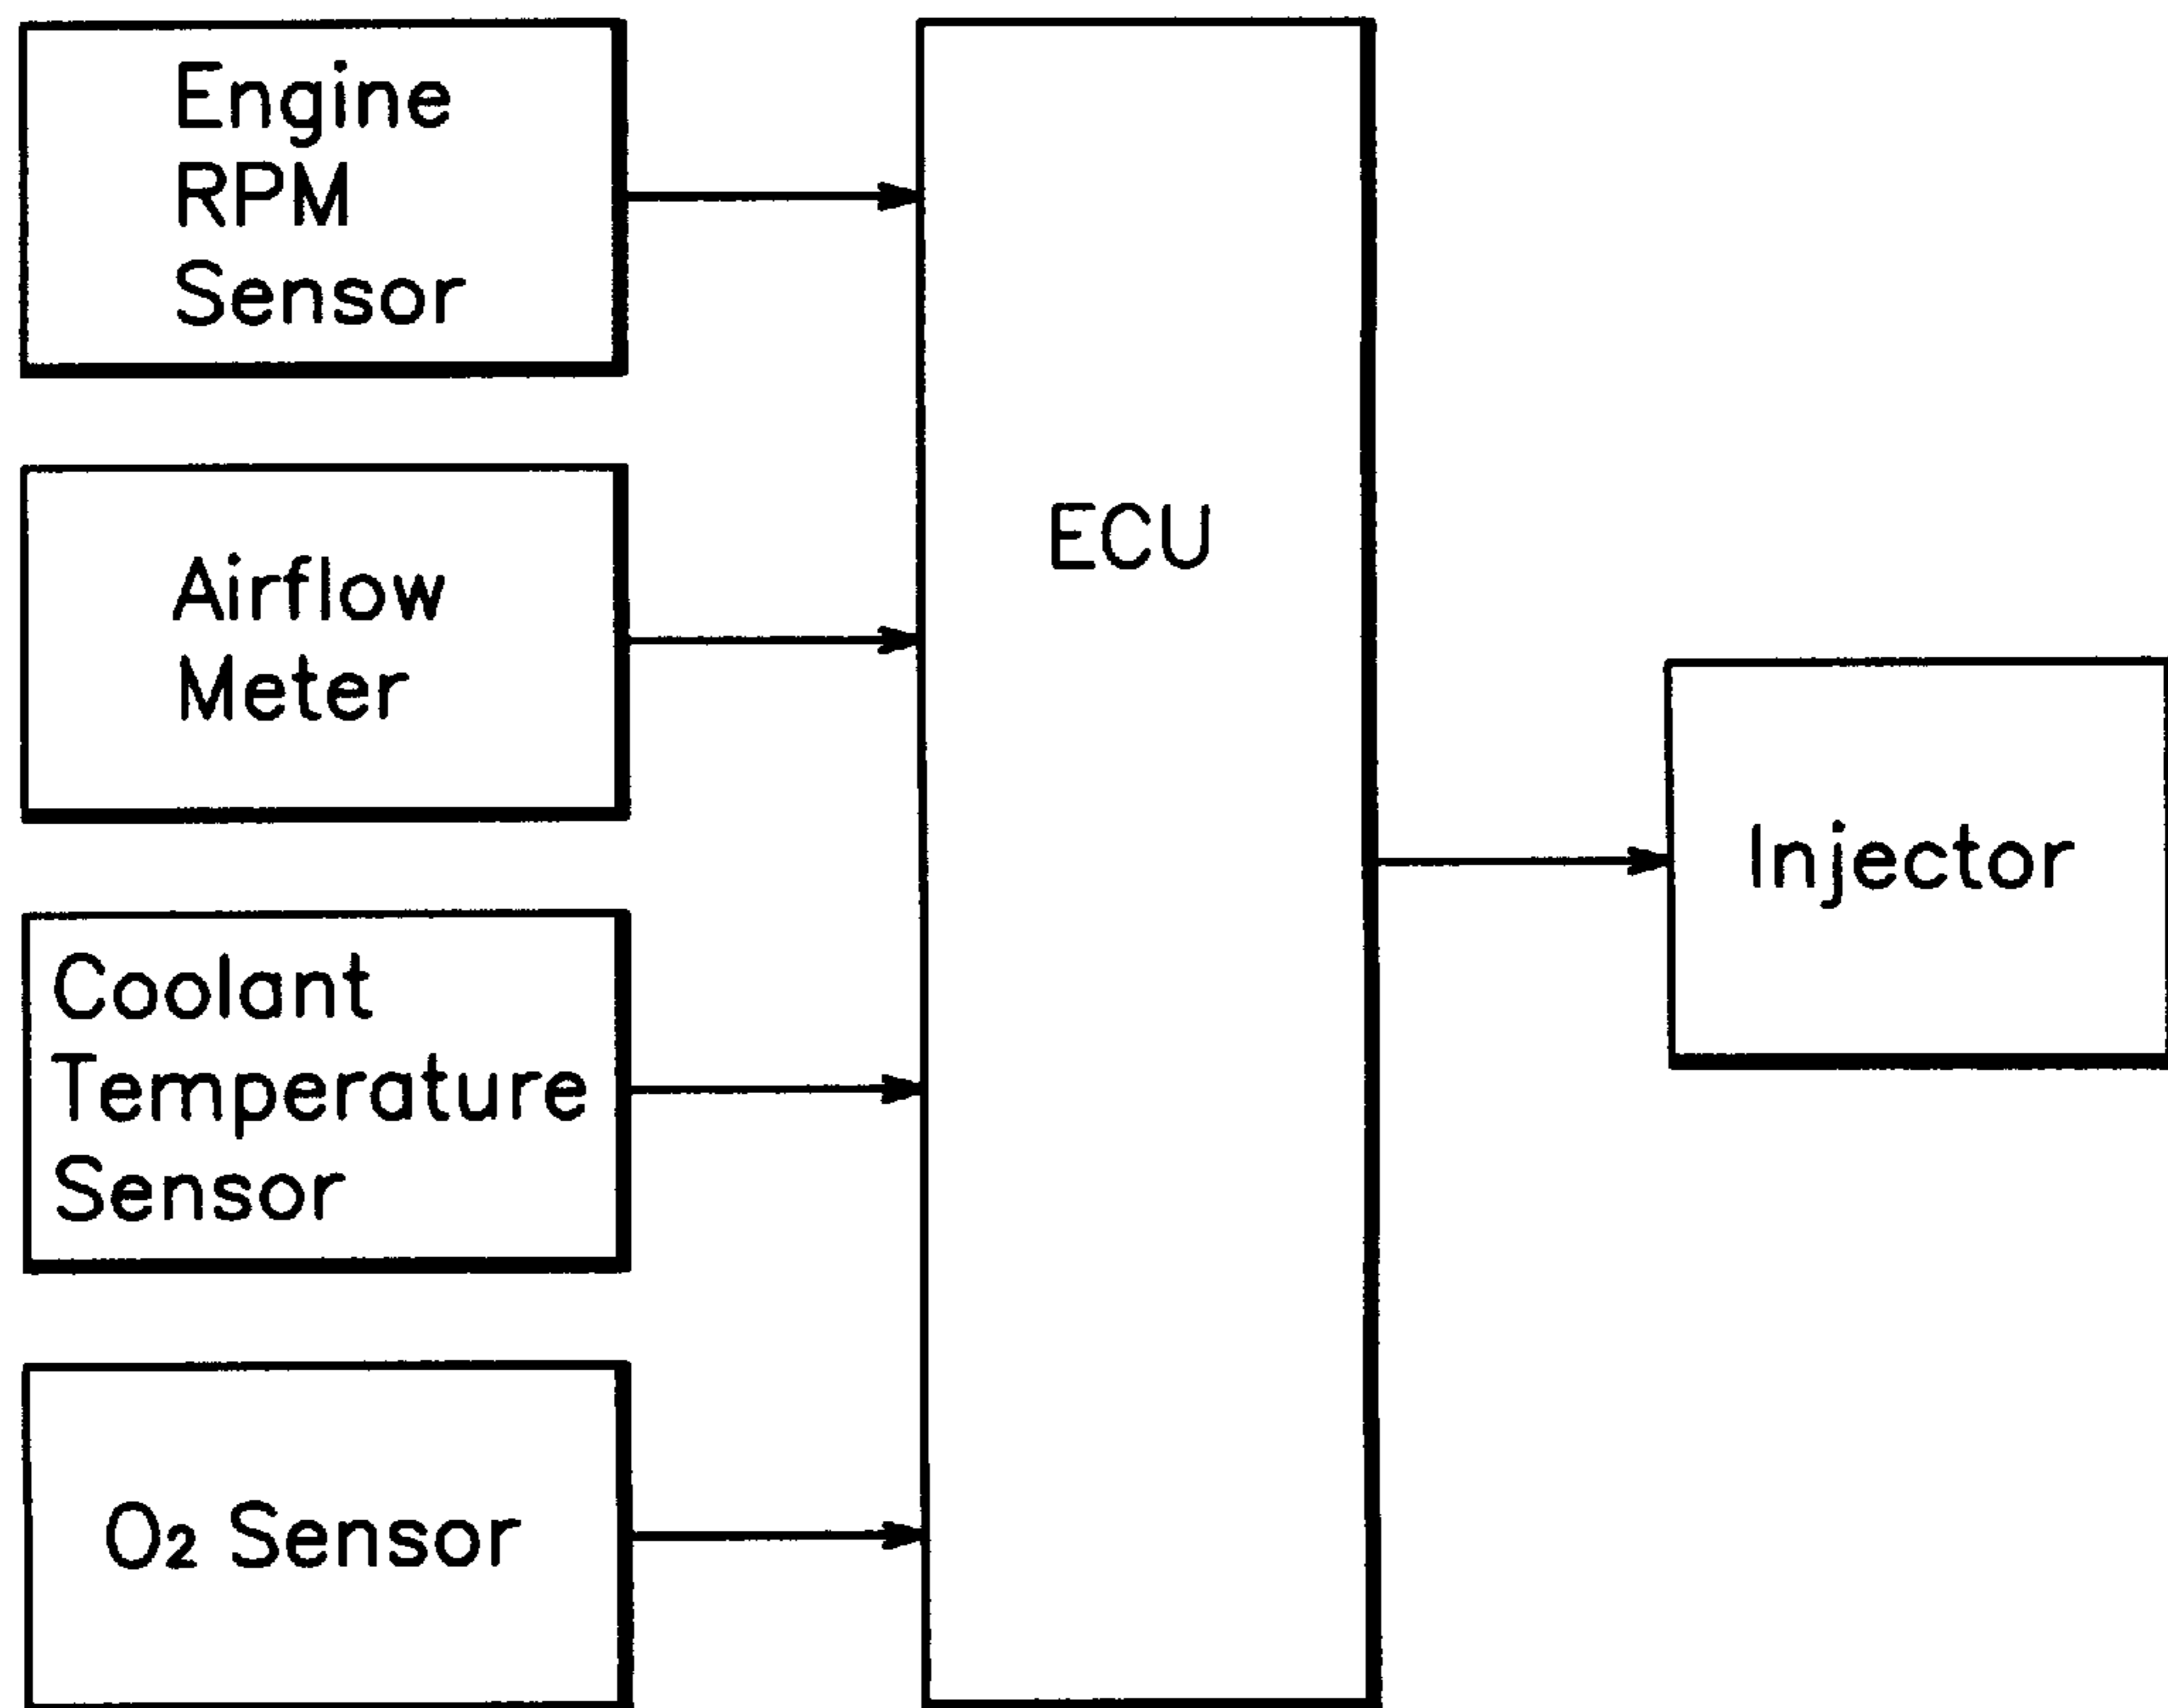 Engine
RPM
Sensor
Airflow
Meter
Coolant
Temperature
Sensor
O2 Sensor
ECU
Injector